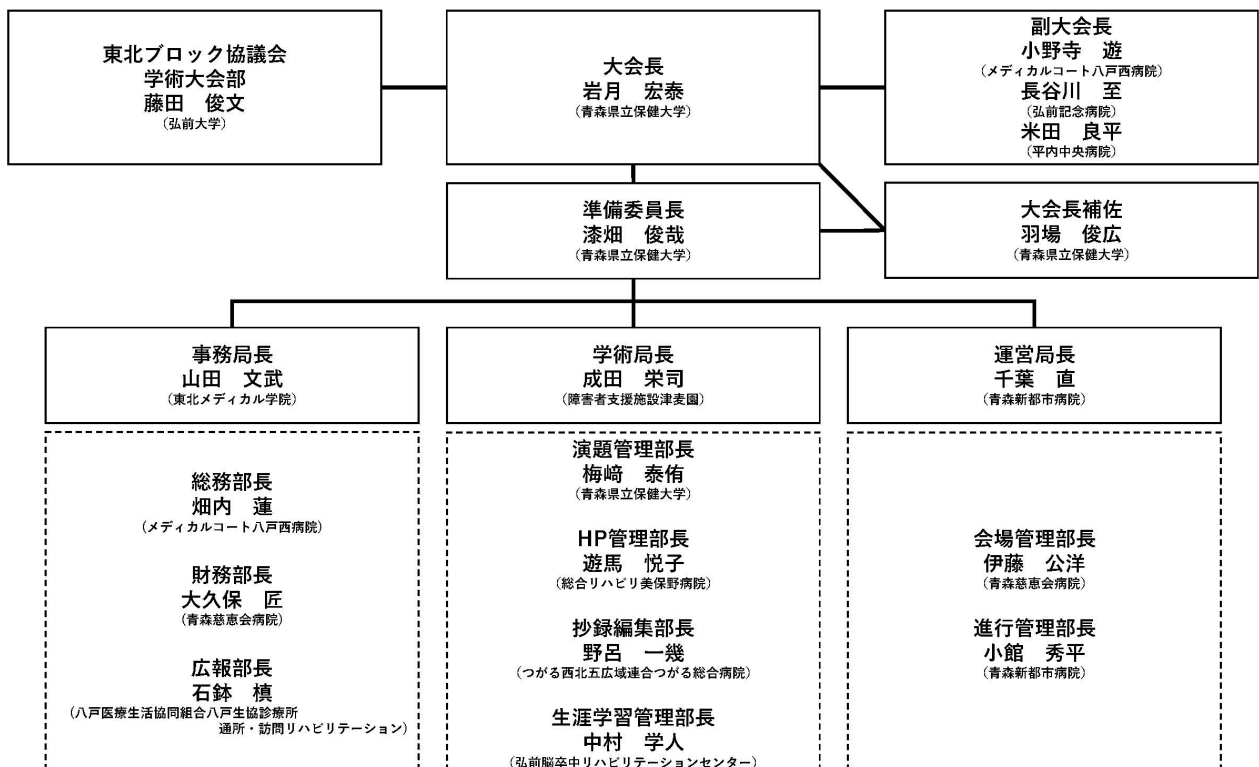 東北ブロック協議会
学術大会部
藤田　俊文
（弘前大学）
大会長
岩月　宏泰
（青森県立保健大学）
副大会長
小野寺　遊
（メディカルコート八戸西病院）
長谷川　至
（弘前記念病院）
米田　良平
（平内中央病院）
準備委員長
漆畑　俊哉
（青森県立保健大学）
大会長補佐
羽場　俊広
（青森県立保健大学）
事務局長
山田　文武
（東北メディカル学院）
学術局長
成田　栄司
（障害者支援施設津麦園）
運営局長
千葉　直
（青森新都市病院）
総務部長
畑内　蓮
（メディカルコート八戸西病院）
財務部長
大久保　匠
（青森慈恵会病院）
広報部長
石鉢　槙
（八戸医療生活協同組合八戸生協診療所
通所・訪問リハビリテーション）
演題管理部長
梅﨑　泰侑
（青森県立保健大学）
HP管理部長
遊馬　悦子
（総合リハビリ美保野病院）
抄録編集部長
野呂　一幾
（つがる西北五広域連合つがる総合病院）
生涯学習管理部長
中村　学人
（弘前脳卒中リハビリテーションセンター）
会場管理部長
伊藤　公洋
（青森慈恵会病院）
進行管理部長
小館　秀平
（青森新都市病院）